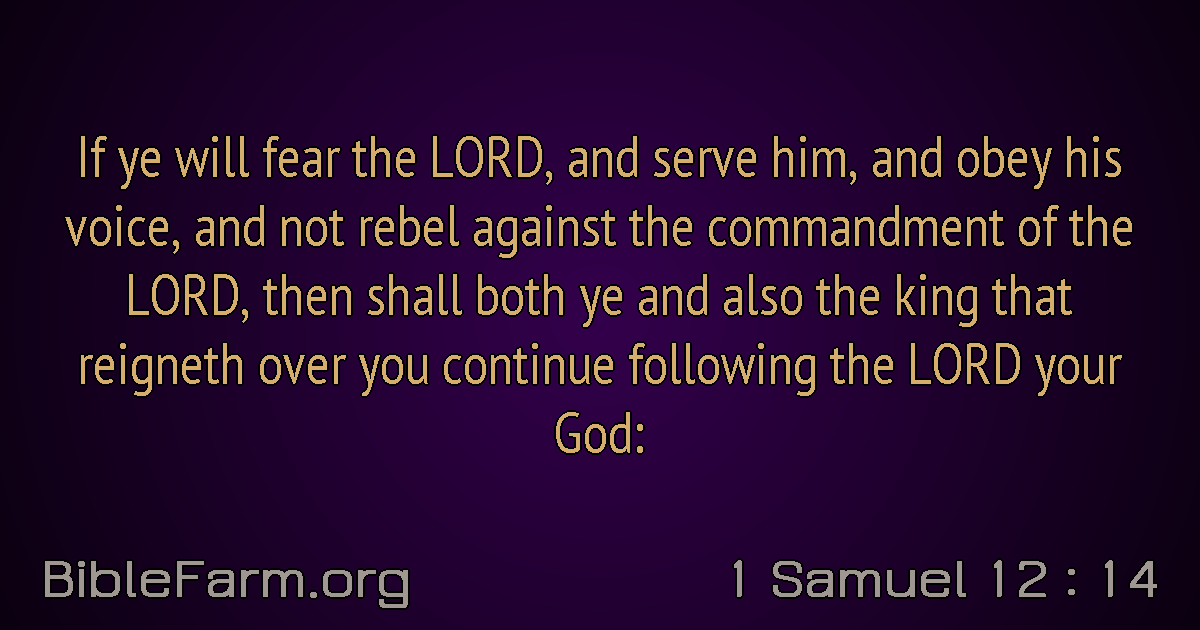 If ye will fear the LORD, and serve him, and obey his
voice, and not rebel against the commandment of the
LORD, then shall both ye and also the king that
reigneth over you continue following the LORD your
God:
BibleFarm.org
1 Samuel 12 : 14